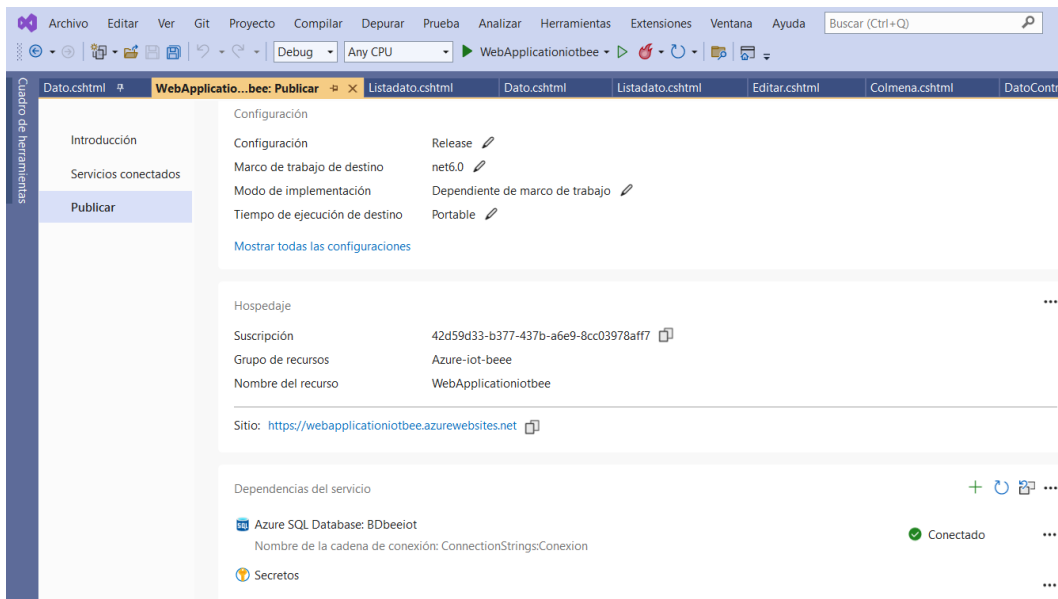 Archivo Editar Ver Git Proyecto Compilar Depurar Prueba Analizar Herramientas Extensiones Ventana Ayuda Buscar (Ctrl+Q)
Debug Any CPU WebApplicationiotbee
Dato.cshtml WebApplicatio...bee: Publicar Listadato.cshtml Dato.cshtml Listadato.cshtml Editar.cshtml Colmena.cshtml DatoContr
Cuadro de herramientas
Introducción
Servicios conectados
Publicar
Configuración
Configuración Release
Marco de trabajo de destino net6.0
Modo de implementación Dependiente de marco de trabajo
Tiempo de ejecución de destino Portable
Mostrar todas las configuraciones
Hospedaje
Suscripción 42d59d33-b377-437b-a6e9-8cc03978aff7
Grupo de recursos Azure-iot-beee
Nombre del recurso WebApplicationiotbee
Sitio: https://webapplicationiotbee.azurewebsites.net
Dependencias del servicio
SQL Azure SQL Database: BDbeeiot Conectado
Nombre de la cadena de conexión: ConnectionStrings:Conexion
Secretos